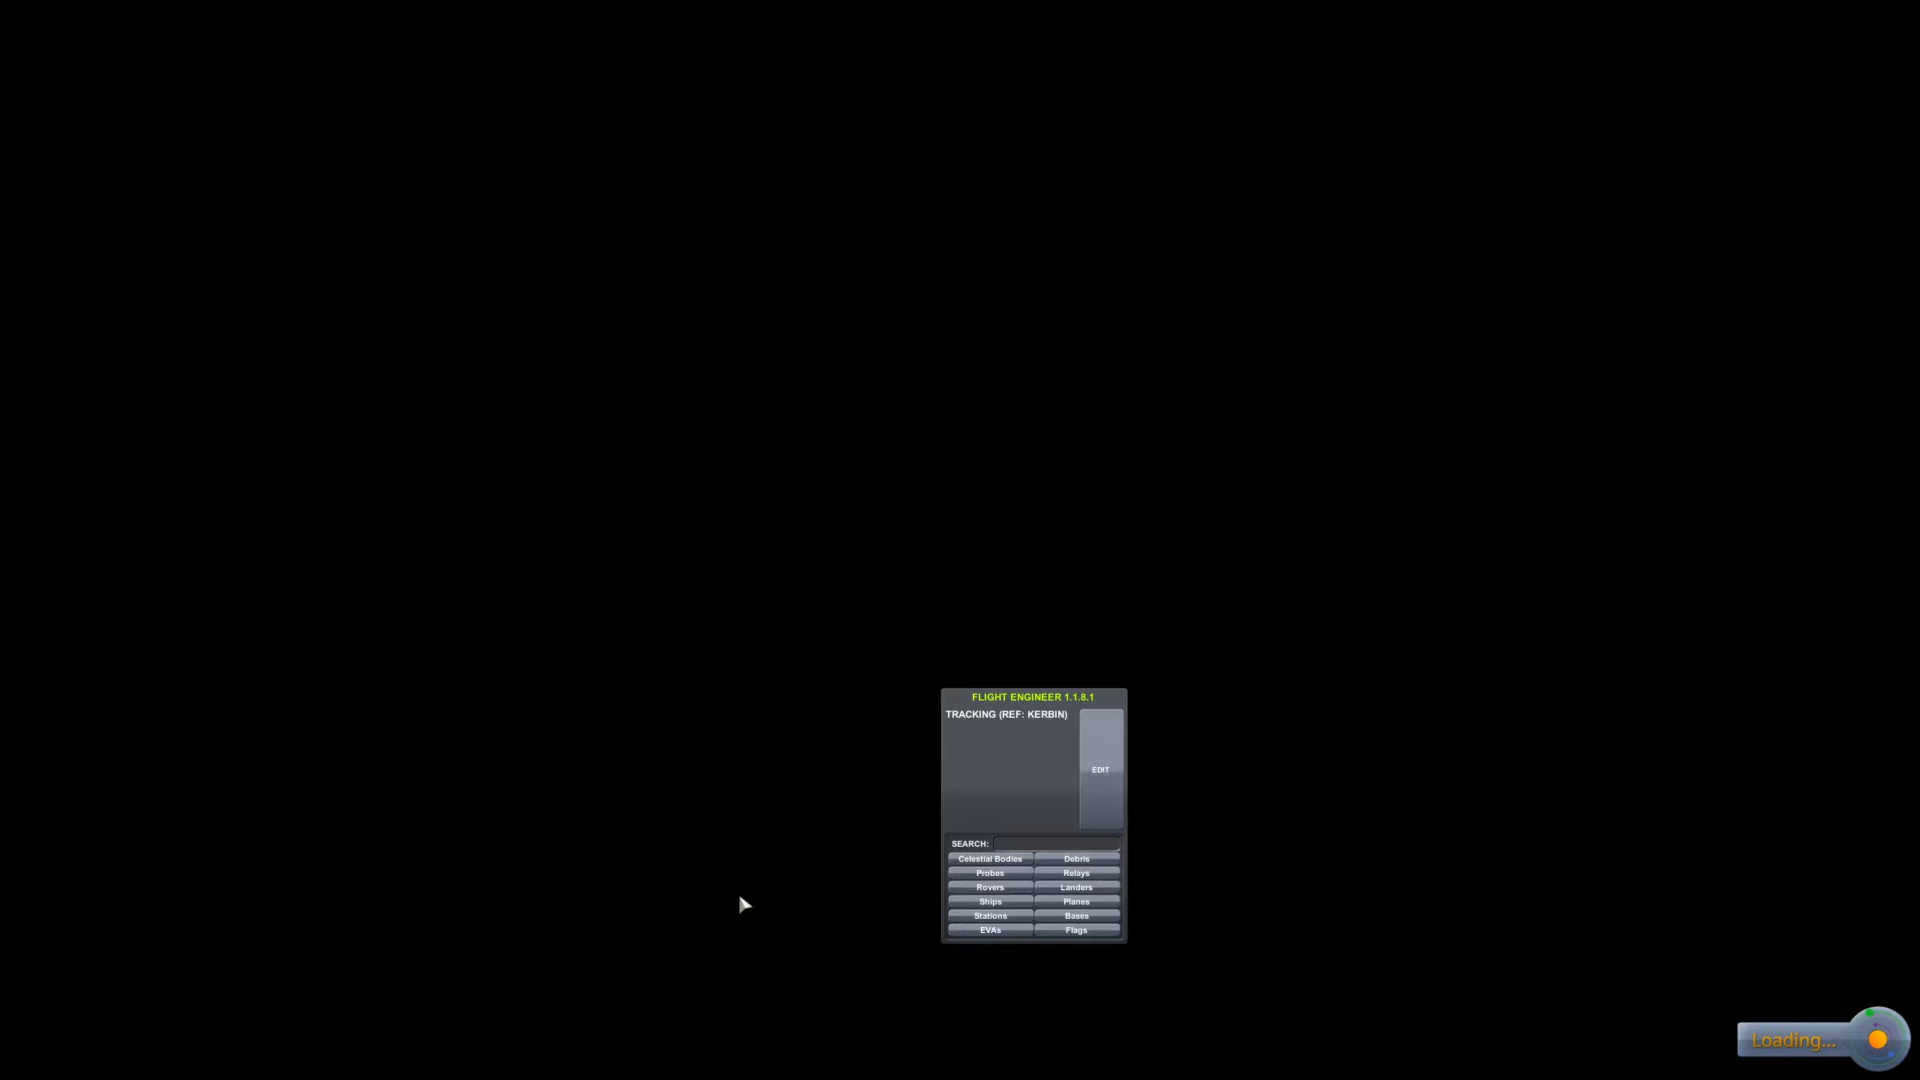 FLIGHT ENGINEER 1.1.8.1
TRACKING (REF: KERBIN)
EDIT
SEARCH:
Celestial Bodies Debris
Probes Relays
Rovers Landers
Ships Planes
Stations Bases
EVAs Flags
Loading...